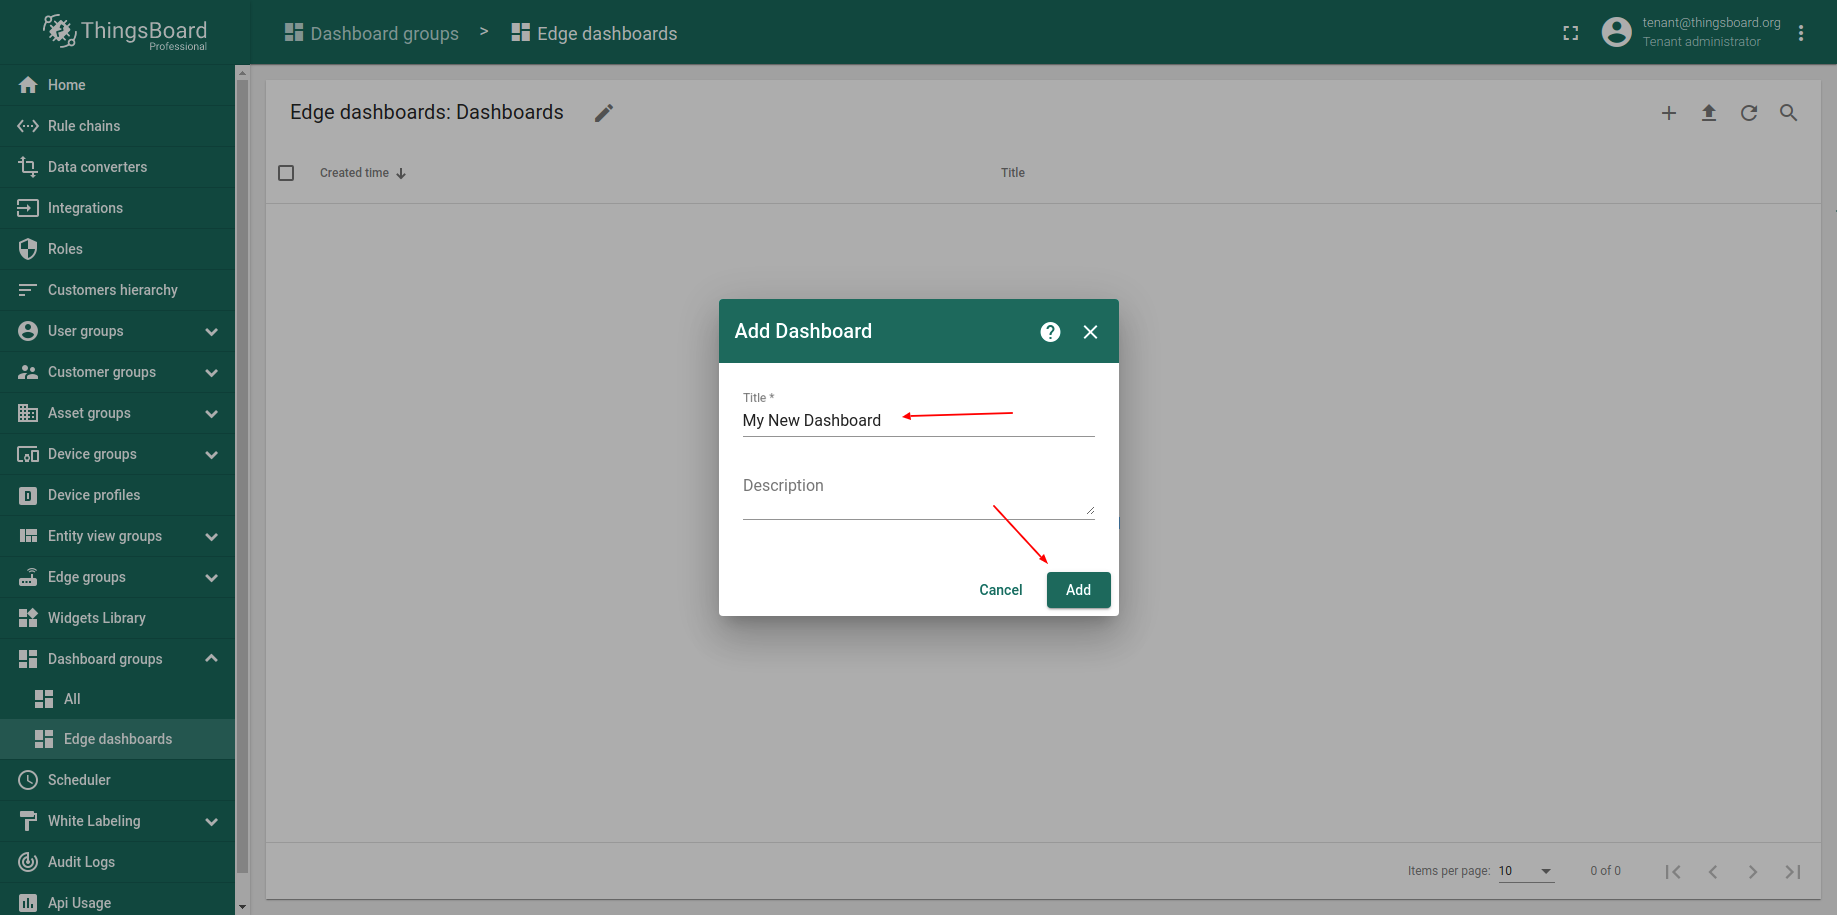 ThingsBoard
Professional
Dashboard groups > Edge dashboards
tenant@thingsboard.org
Tenant administrator
Home
Rule chains
Data converters
Integrations
Roles
Customers hierarchy
User groups
Customer groups
Asset groups
Device groups
Device profiles
Entity view groups
Edge groups
Widgets Library
Dashboard groups
All
Edge dashboards
Scheduler
White Labeling
Audit Logs
Api Usage
Edge dashboards: Dashboards
Created time
Title
Add Dashboard
Title *
My New Dashboard
Description
Cancel
Add
Items per page: 10
0 of 0